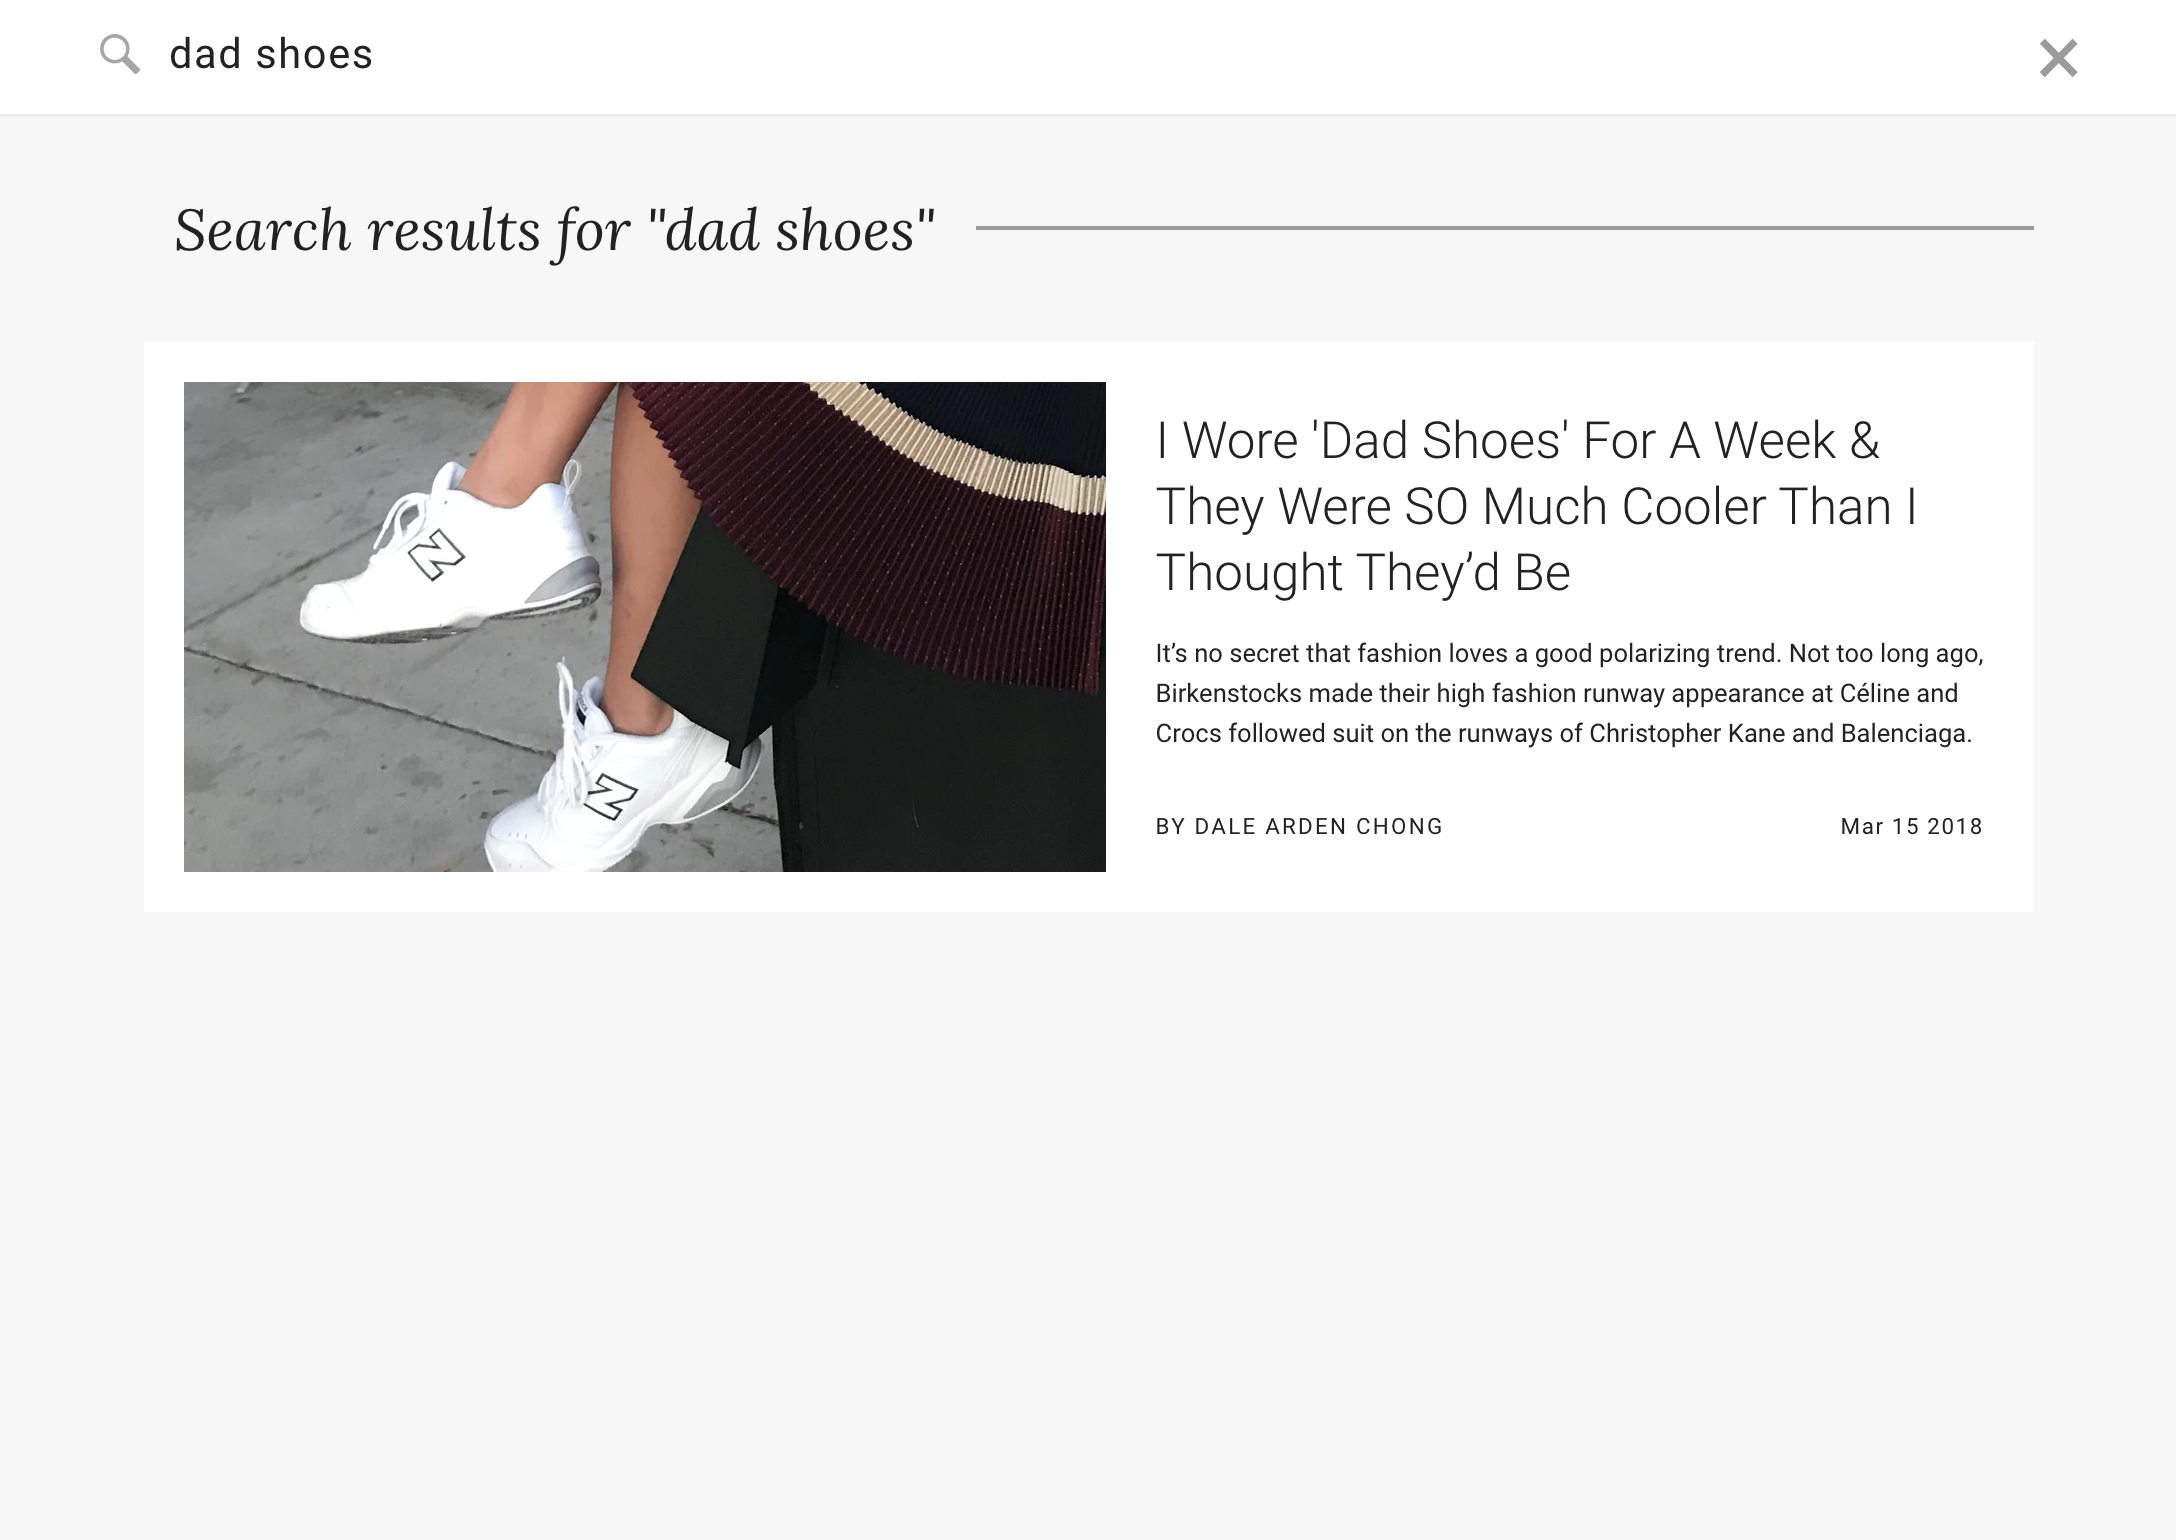 dad shoes
Search results for "dad shoes"
I Wore 'Dad Shoes' For A Week &
They Were SO Much Cooler Than I
Thought They’d Be
It’s no secret that fashion loves a good polarizing trend. Not too long ago,
Birkenstocks made their high fashion runway appearance at Céline and
Crocs followed suit on the runways of Christopher Kane and Balenciaga.
BY DALE ARDEN CHONG
Mar 15 2018
N
N